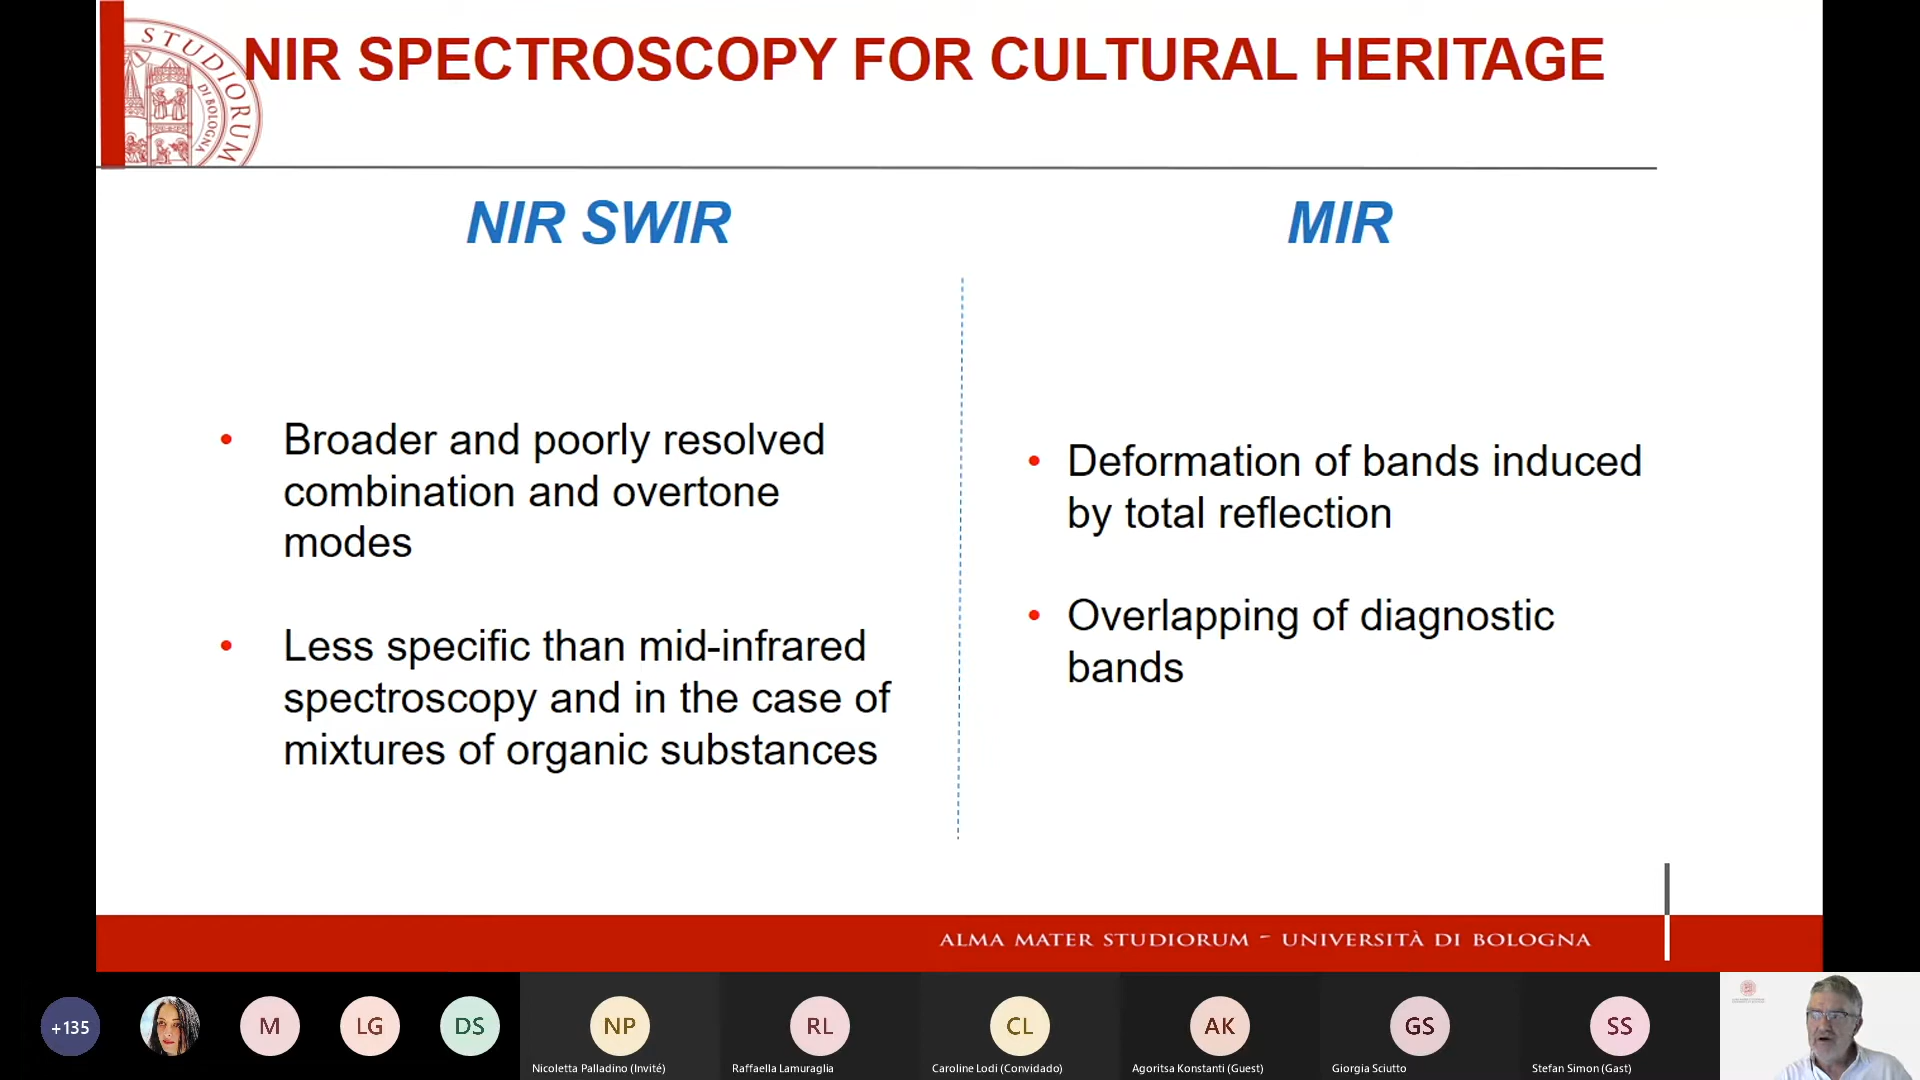 NIR SPECTROSCOPY FOR CULTURAL HERITAGE
STUDIORUM
DI BOLOGNA
NIR SWIR
• Broader and poorly resolved
combination and overtone
modes
• Less specific than mid-infrared
spectroscopy and in the case of
mixtures of organic substances
MIR
• Deformation of bands induced
by total reflection
• Overlapping of diagnostic
bands
ALMA MATER STUDIORUM - UNIVERSITÀ DI BOLOGNA
+135
M
LG
DS
NP
Nicoletta Palladino (Invité)
RL
Raffaella Lamuraglia
CL
Caroline Lodi (Convidado)
AK
Agoritsa Konstanti (Guest)
GS
Giorgia Sciutto
SS
Stefan Simon (Gast)